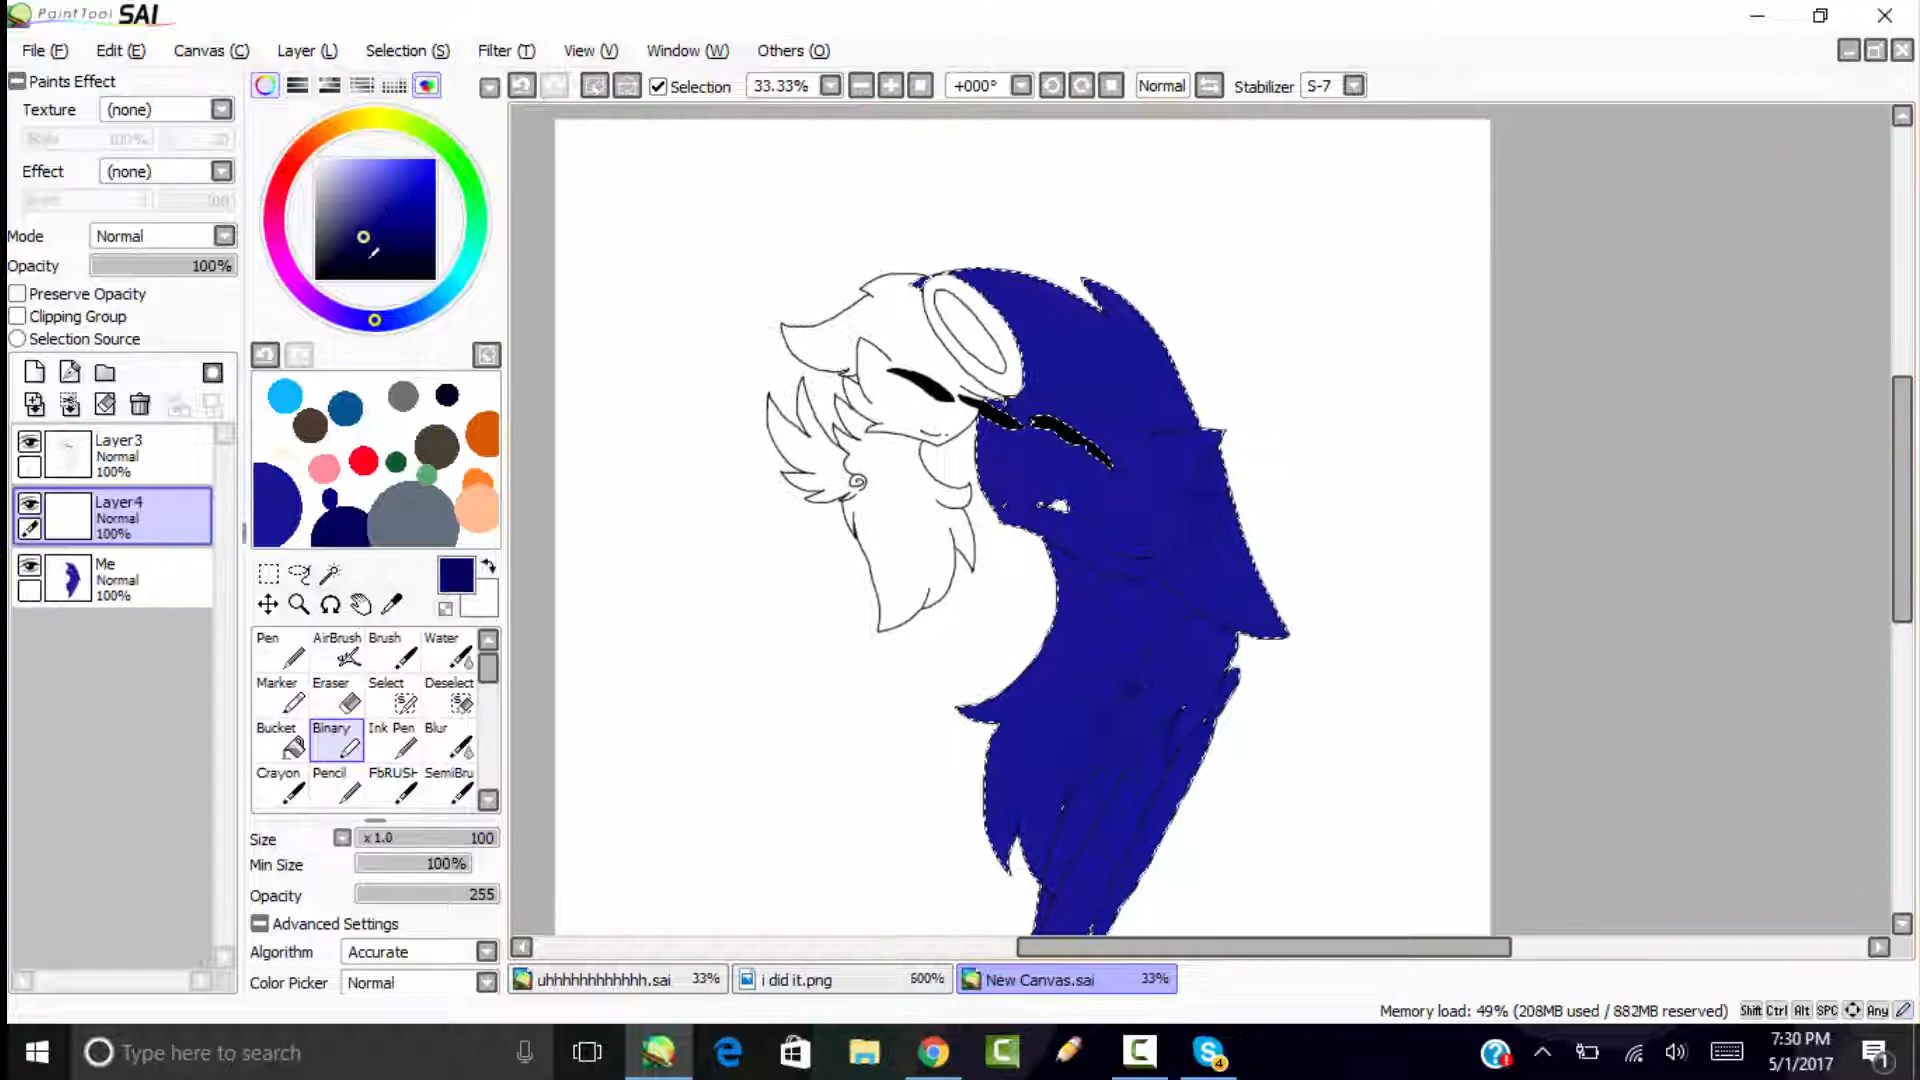 PaintTool SAI
File (F) Edit (E) Canvas (C) Layer (L) Selection (S) Filter (T) View (V) Window (W) Others (O)
Paints Effect
Selection 33.33% +000° Normal Stabilizer S-7
Texture (none)
Scale 100%
Effect (none)
100
Mode Normal
Opacity 100%
Preserve Opacity
Clipping Group
Selection Source
Layer3
Normal
100%
Layer4
Normal
100%
Me
Normal
100%
Pen AirBrush Brush Water
Marker Eraser Select Deselect
Bucket Binary Ink Pen Blur
Crayon Pencil FbRUSH SemiBru
Size x 1.0 100
Min Size 100%
Opacity 255
Advanced Settings
Algorithm Accurate
Color Picker Normal
uhhhhhhhhhhhh.sai 33% i did it.png 600% New Canvas.sai 33%
Memory load: 49% (208MB used / 882MB reserved) Shift Ctrl Alt SPC Any
Type here to search
4
7:30 PM
5/1/2017
1